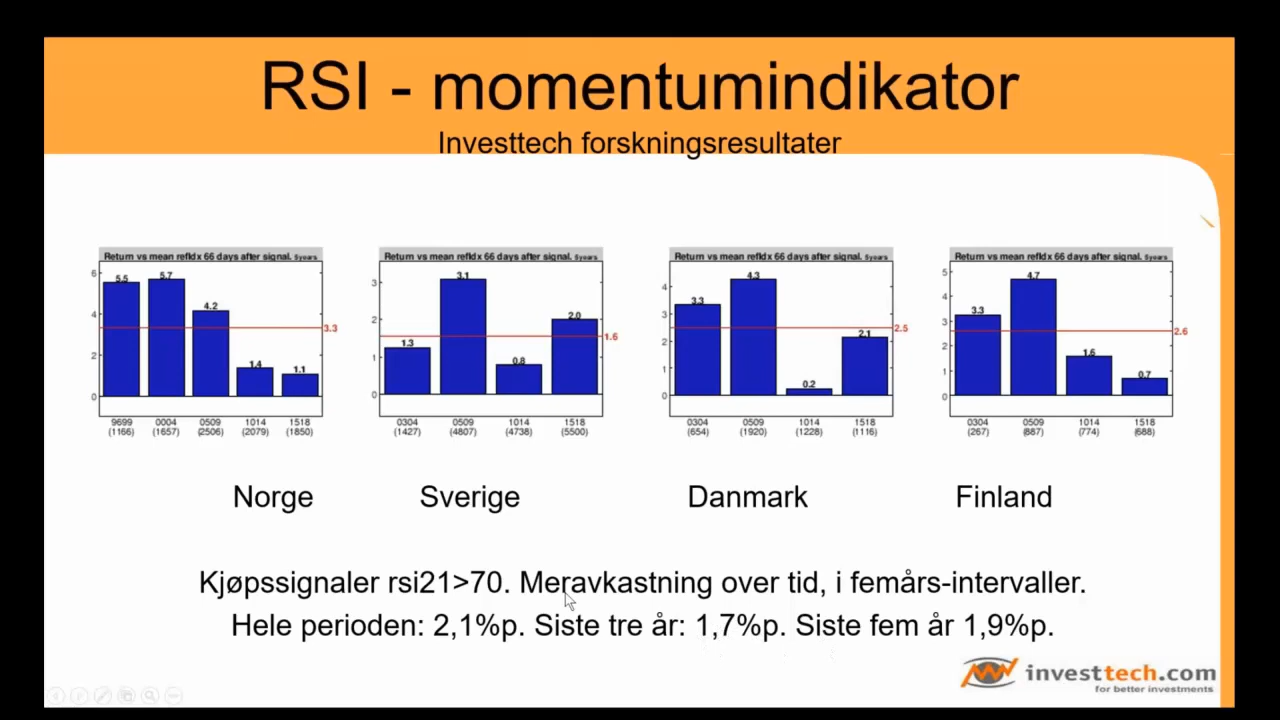 RSI - momentumindikator
Investtech forskningsresultater
Return vs mean refIdx 66 days after signal. 5years
6
4
2
0
5.5
5.7
4.2
1.4
1.1
3.3
9699 0004 0509 1014 1518
(1166) (1657) (2506) (2079) (1850)
Return vs mean refIdx 66 days after signal. 5years
3
2
1
0
1.3
3.1
0.8
2.0
1.6
0304 0509 1014 1518
(1427) (4807) (4738) (5500)
Return vs mean refIdx 66 days after signal. 5years
4
3
2
1
0
3.3
4.3
0.2
2.1
2.5
0304 0509 1014 1518
(654) (1920) (1228) (1116)
Return vs mean refIdx 66 days after signal. 5years
5
4
3
2
1
0
3.3
4.7
1.6
0.7
2.6
0304 0509 1014 1518
(267) (887) (774) (688)
Norge Sverige Danmark Finland
Kjøpssignaler rsi21>70. Meravkastning over tid, i femårs-intervaller.
Hele perioden: 2,1%p. Siste tre år: 1,7%p. Siste fem år 1,9%p.
investtech.com
for better investments